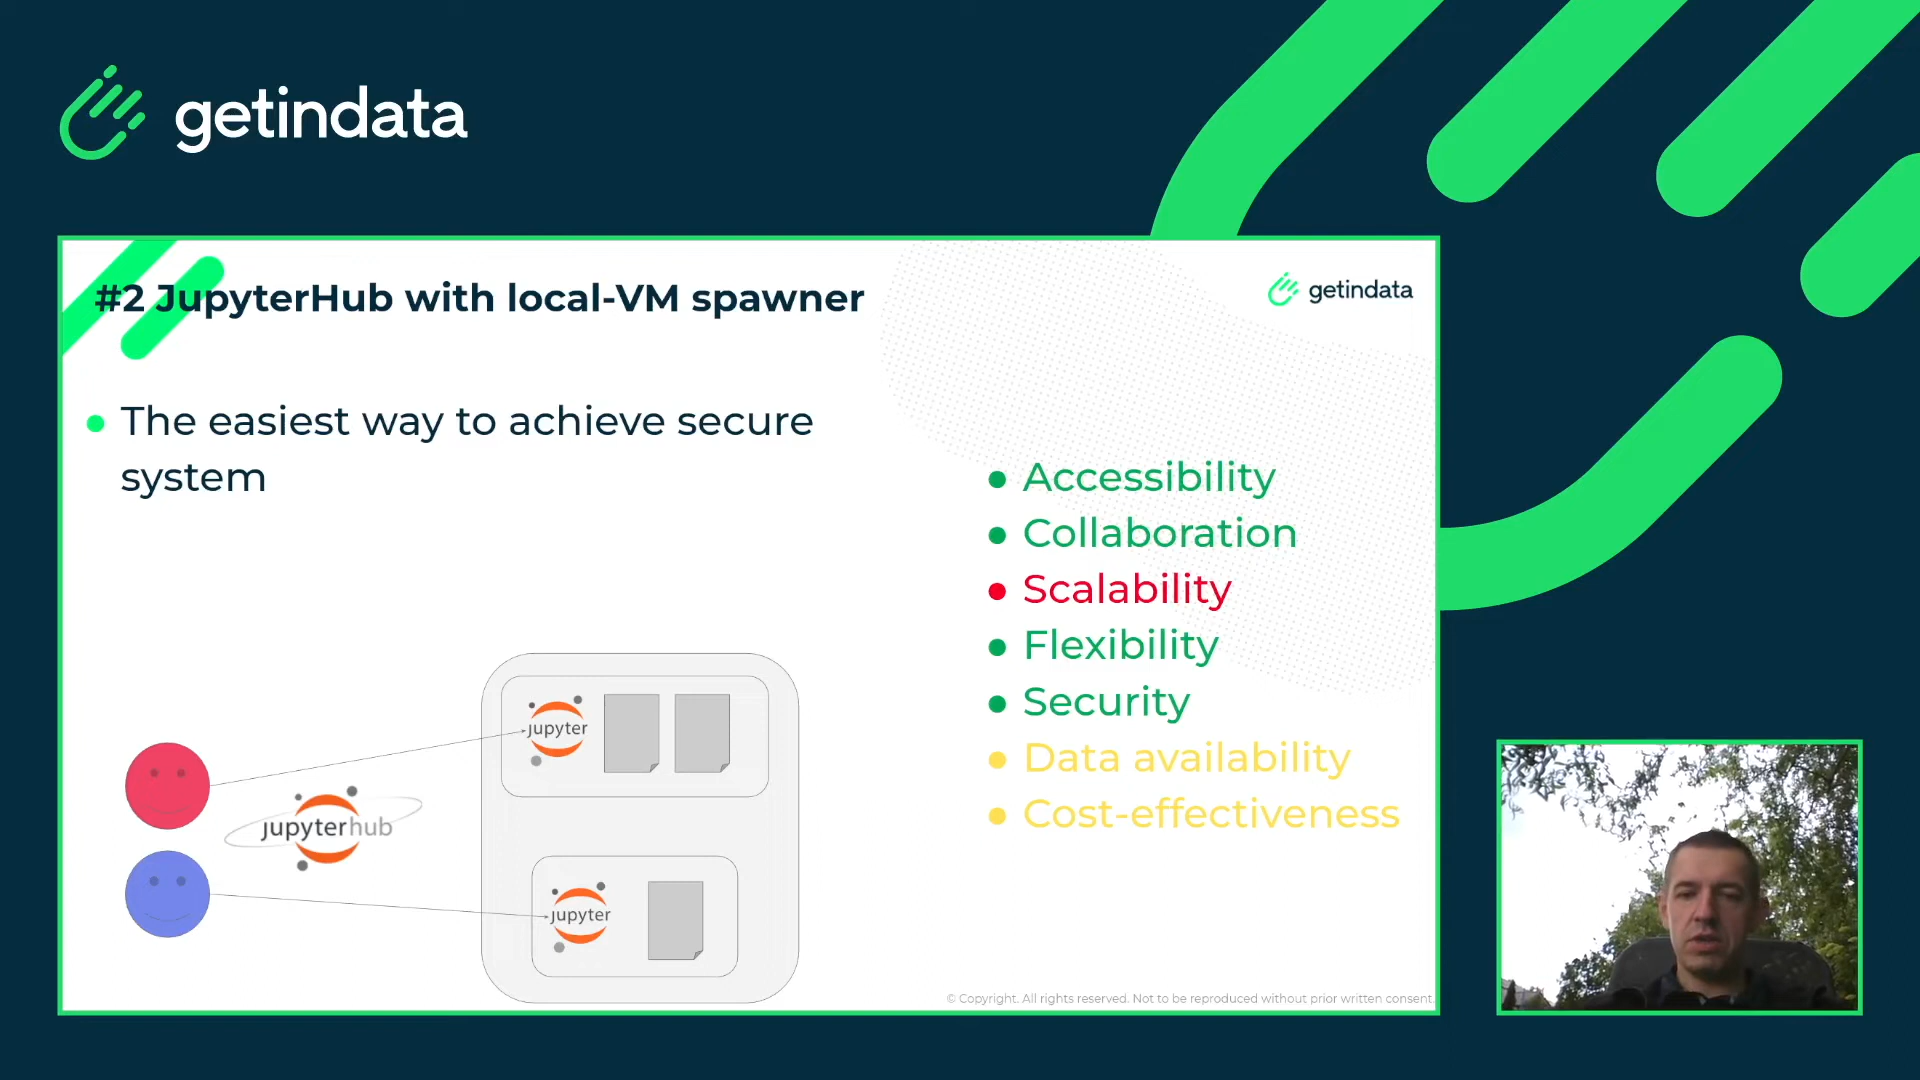 getindata
#2 JupyterHub with local-VM spawner
getindata
The easiest way to achieve secure
system
Accessibility
Collaboration
Scalability
Flexibility
Security
Data availability
Cost-effectiveness
jupyter
jupyterhub
jupyter
© Copyright. All rights reserved. Not to be reproduced without prior written consent.